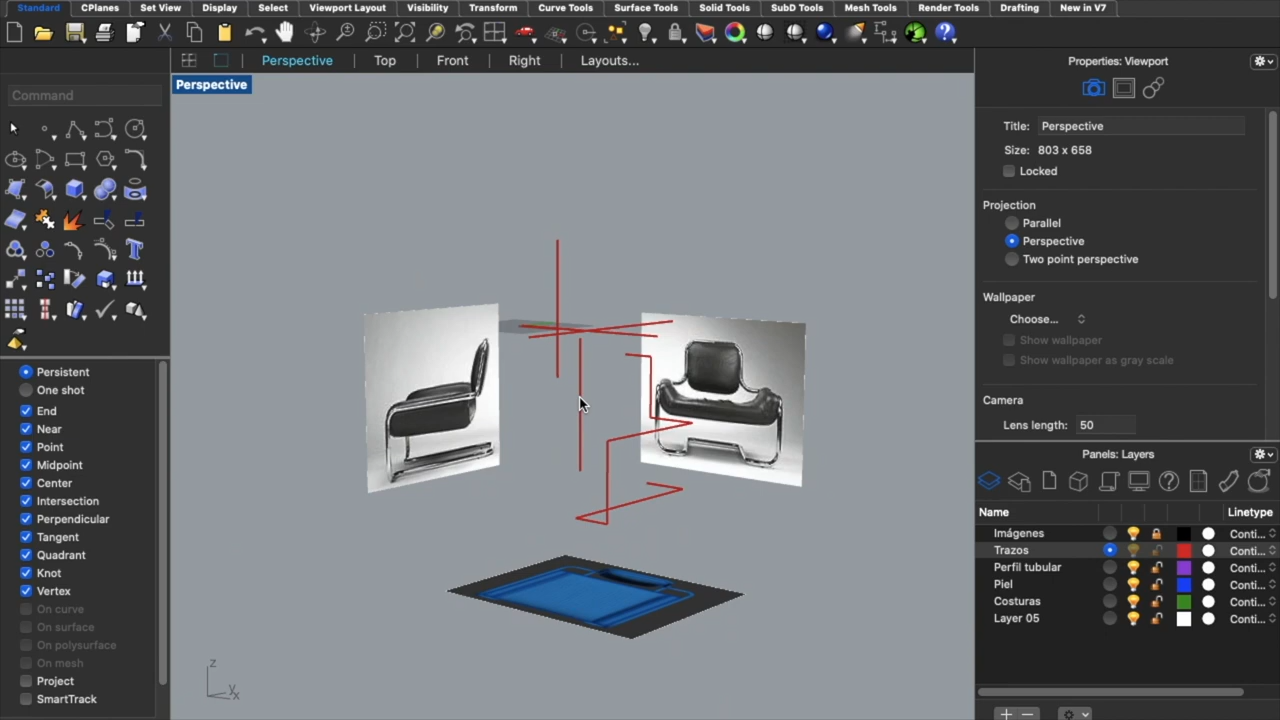 Standard CPlanes Set View Display Select Viewport Layout Visibility Transform Curve Tools Surface Tools Solid Tools SubD Tools Mesh Tools Render Tools Drafting New in V7
Perspective Top Front Right Layouts...
Perspective
Command
Persistent
One shot
End
Near
Point
Midpoint
Center
Intersection
Perpendicular
Tangent
Quadrant
Knot
Vertex
On curve
On surface
On polysurface
On mesh
Project
SmartTrack
z
y
x
Properties: Viewport
Title: Perspective
Size: 803 x 658
Locked
Projection
Parallel
Perspective
Two point perspective
Wallpaper
Choose...
Show wallpaper
Show wallpaper as gray scale
Camera
Lens length: 50
Panels: Layers
Name Linetype
Imágenes Conti...
Trazos Conti...
Perfil tubular Conti...
Piel Conti...
Costuras Conti...
Layer 05 Conti...